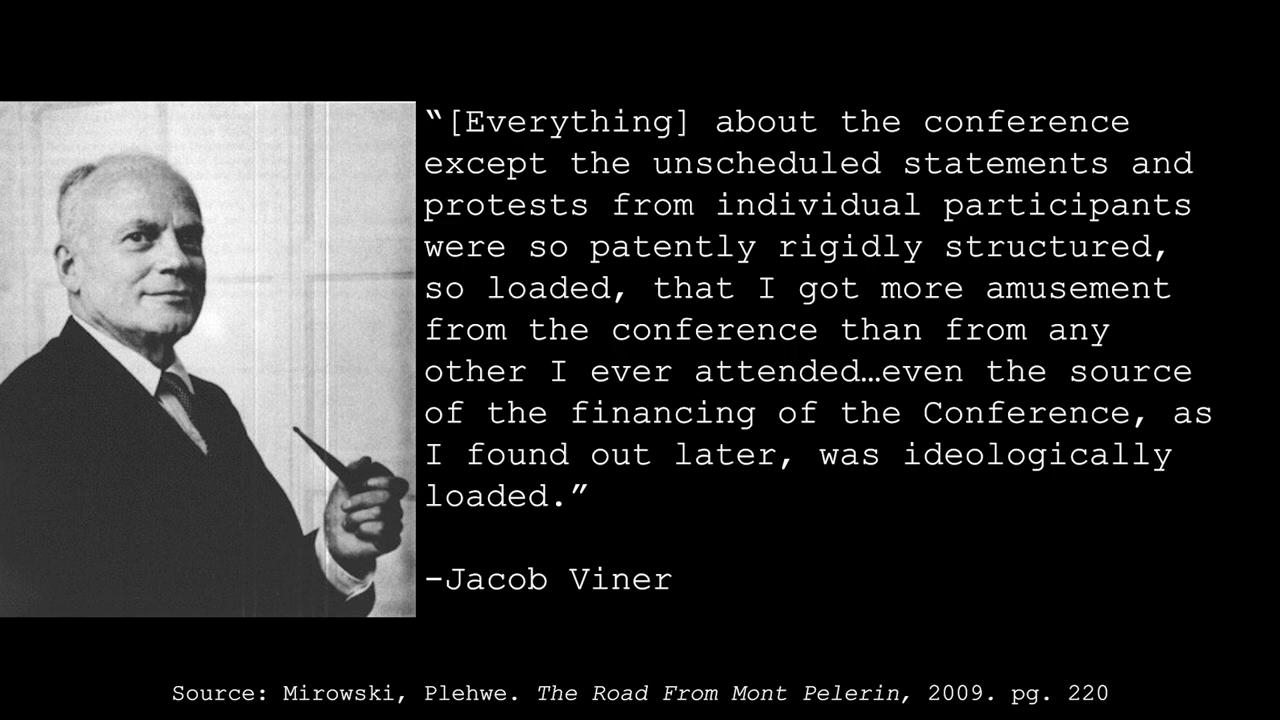 “[Everything] about the conference
except the unscheduled statements and
protests from individual participants
were so patently rigidly structured,
so loaded, that I got more amusement
from the conference than from any
other I ever attended…even the source
of the financing of the Conference, as
I found out later, was ideologically
loaded.”
-Jacob Viner
Source: Mirowski, Plehwe. The Road From Mont Pelerin, 2009. pg. 220